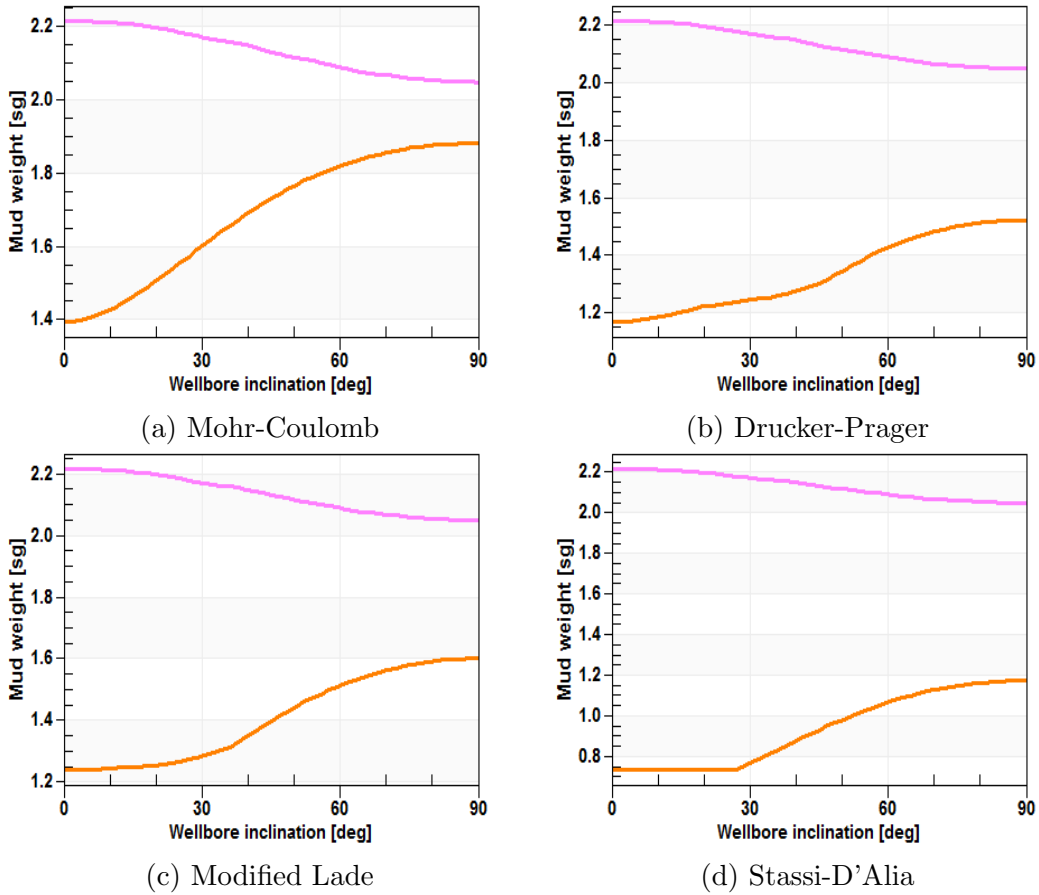 2.2
2.0
1.8
1.6
1.4
Mud weight [sg]
0 30 60 90
Wellbore inclination [deg]
(a) Mohr-Coulomb
2.2
2.0
1.8
1.6
1.4
1.2
Mud weight [sg]
0 30 60 90
Wellbore inclination [deg]
(b) Drucker-Prager
2.2
2.0
1.8
1.6
1.4
1.2
Mud weight [sg]
0 30 60 90
Wellbore inclination [deg]
(c) Modified Lade
2.2
2.0
1.8
1.6
1.4
1.2
1.0
0.8
Mud weight [sg]
0 30 60 90
Wellbore inclination [deg]
(d) Stassi-D'Alia